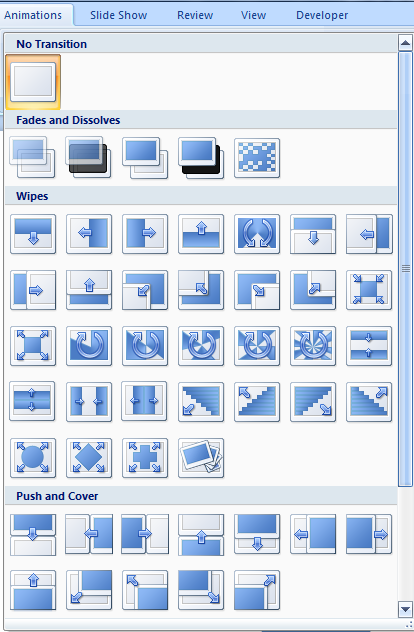 Animations Slide Show Review View Developer
No Transition
Fades and Dissolves
Wipes
Push and Cover